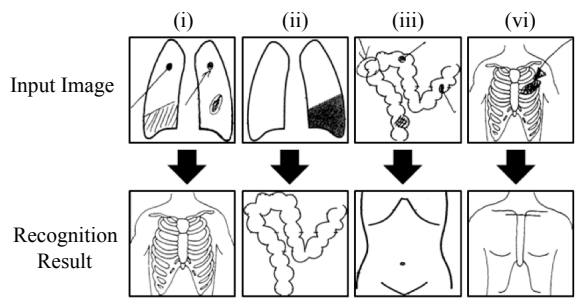 (i) (ii) (iii) (vi)
Input Image
Recognition
Result